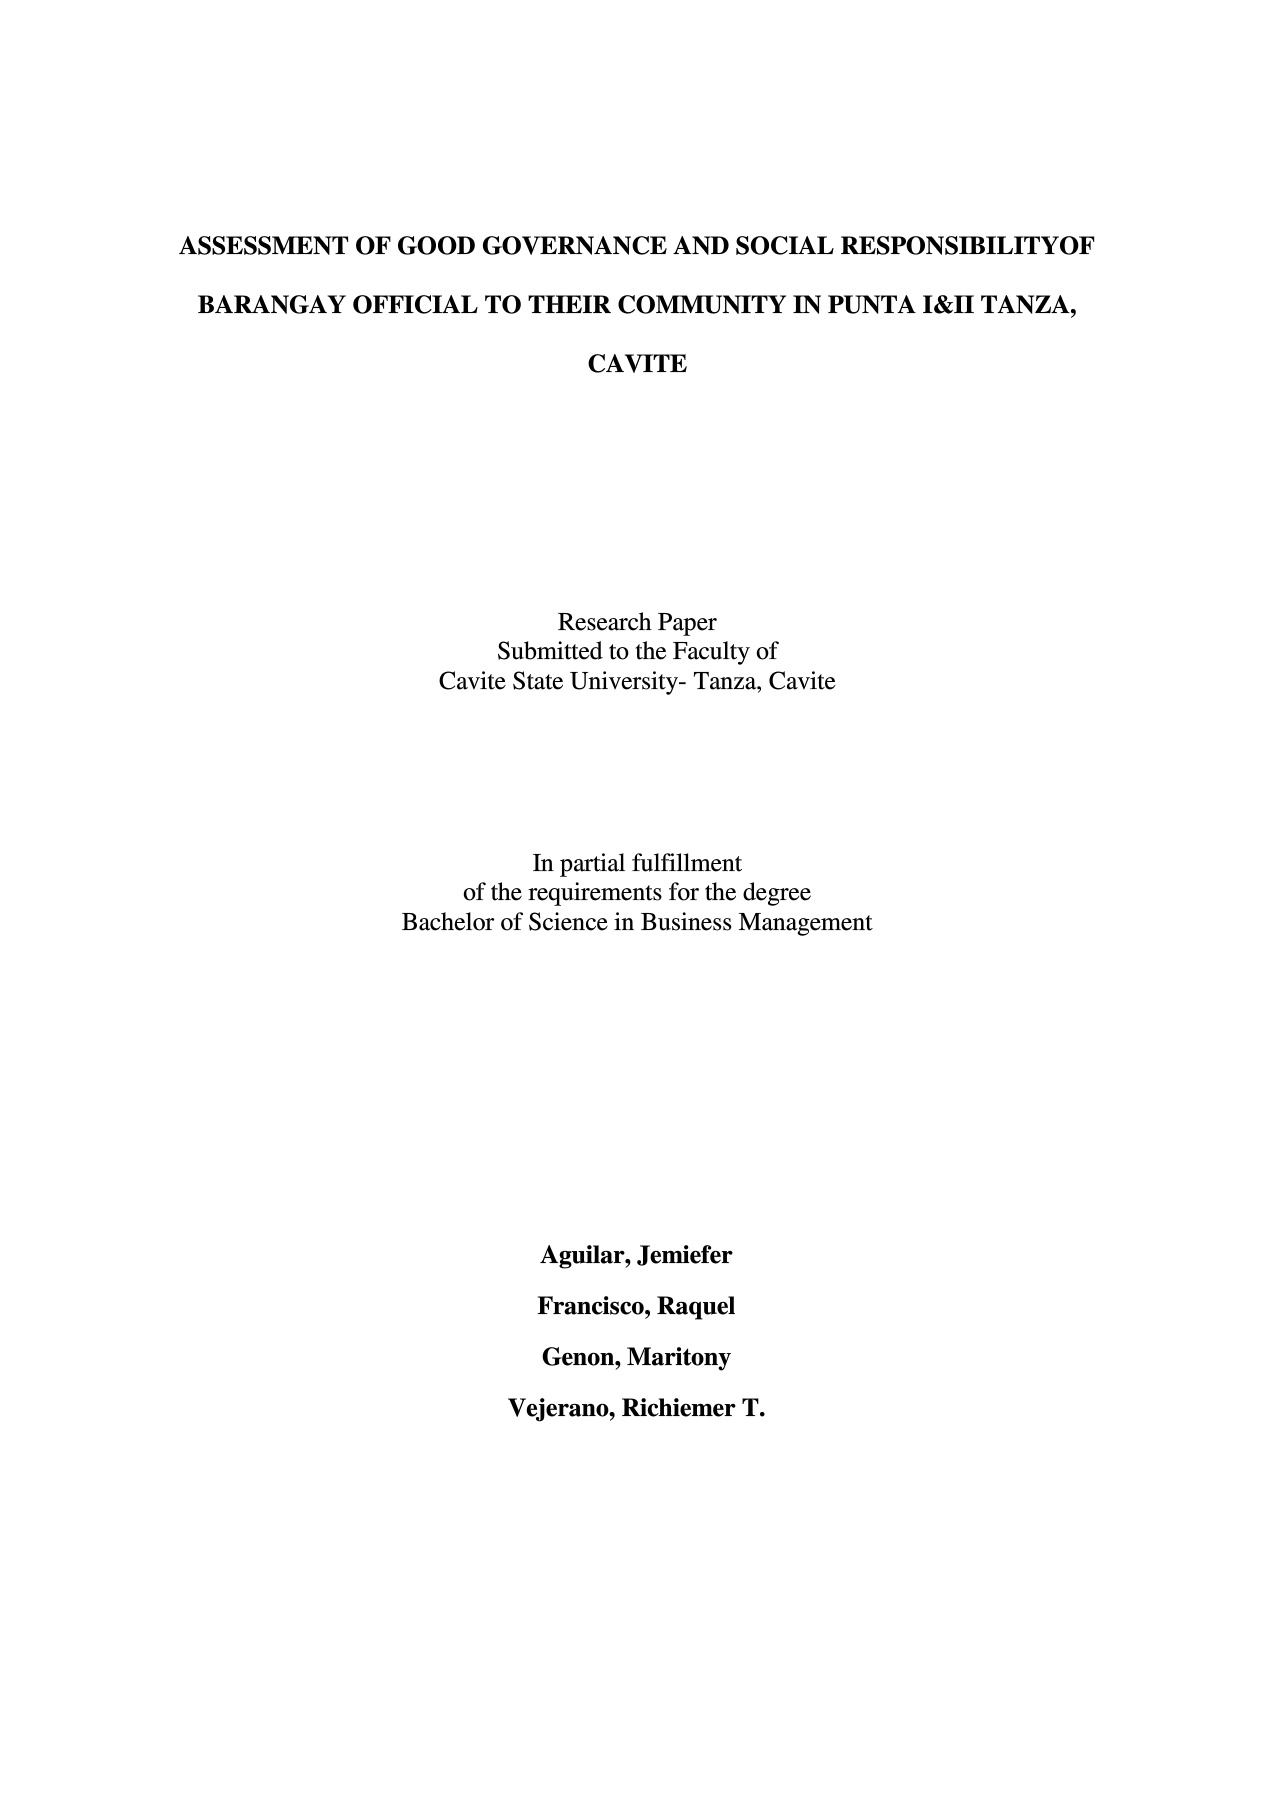 ASSESSMENT OF GOOD GOVERNANCE AND SOCIAL RESPONSIBILITYOF
BARANGAY OFFICIAL TO THEIR COMMUNITY IN PUNTA I&II TANZA,
CAVITE
Research Paper
Submitted to the Faculty of
Cavite State University- Tanza, Cavite
In partial fulfillment
of the requirements for the degree
Bachelor of Science in Business Management
Aguilar, Jemiefer
Francisco, Raquel
Genon, Maritony
Vejerano, Richiemer T.